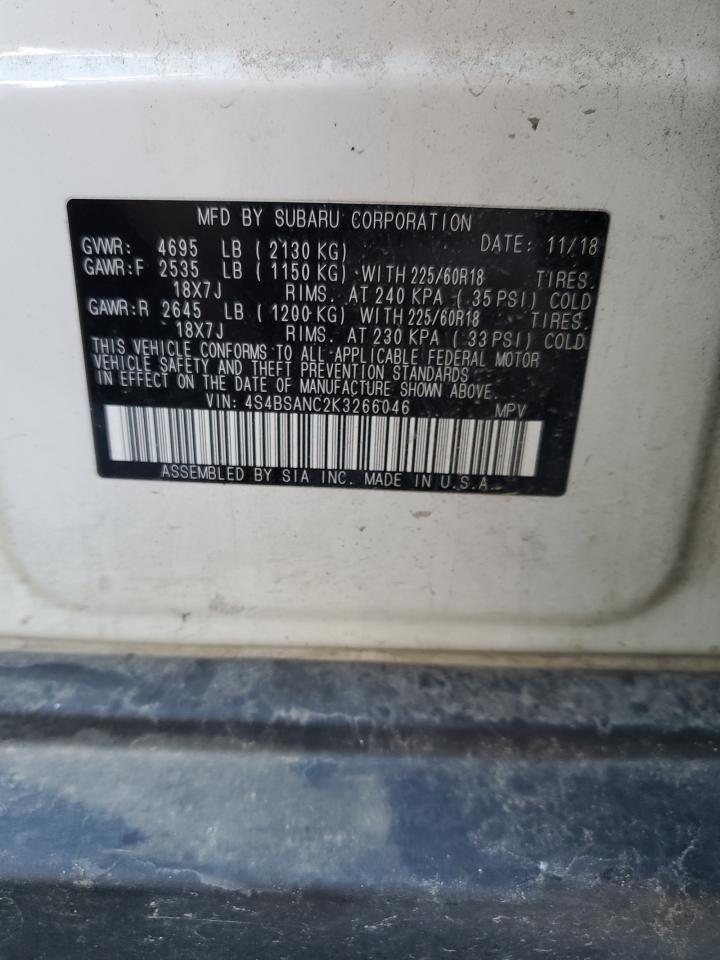 MFD BY SUBARU CORPORATION DATE: 11/18
GVWR: 4695 LB (2130 KG)
GAWR:F 2535 LB (1150 KG) WITH 225/60R18 TIRES.
18X7J RIMS. AT 240 KPA (.35 PSI) COLD
GAWR:R 2645 LB (1200 KG) WITH 225/60R18 TIRES.
18X7J RIMS. AT 230 KPA (.33 PSI) COLD
THIS VEHICLE CONFORMS TO ALL APPLICABLE FEDERAL MOTOR
VEHICLE SAFETY AND THEFT PREVENTION STANDARDS
IN EFFECT ON THE DATE OF MANUFACTURE SHOWN ABOVE.
VIN: 4S4BSANC2K3266046 MPV
ASSEMBLED BY SIA INC. MADE IN U.S.A.